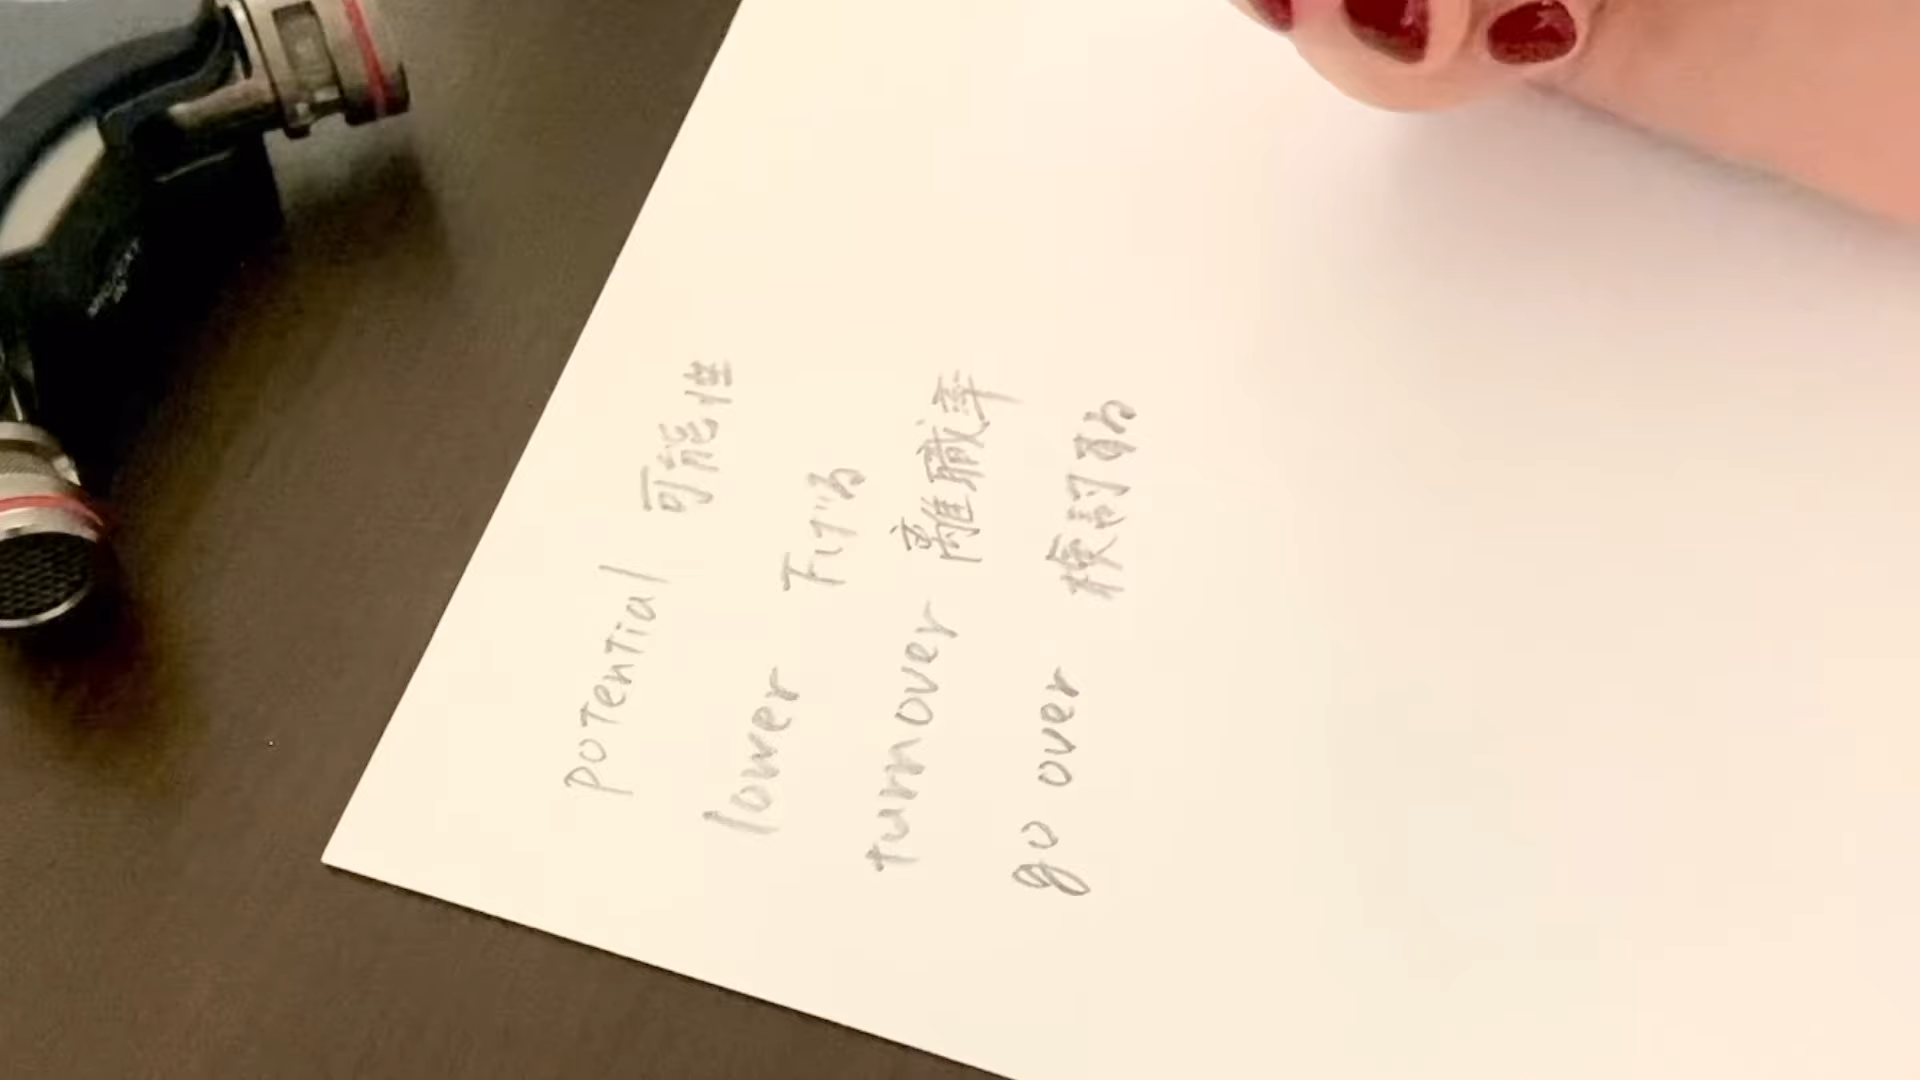 potential 可能性
lower 下げる
turnover 離職率
go over 検討する